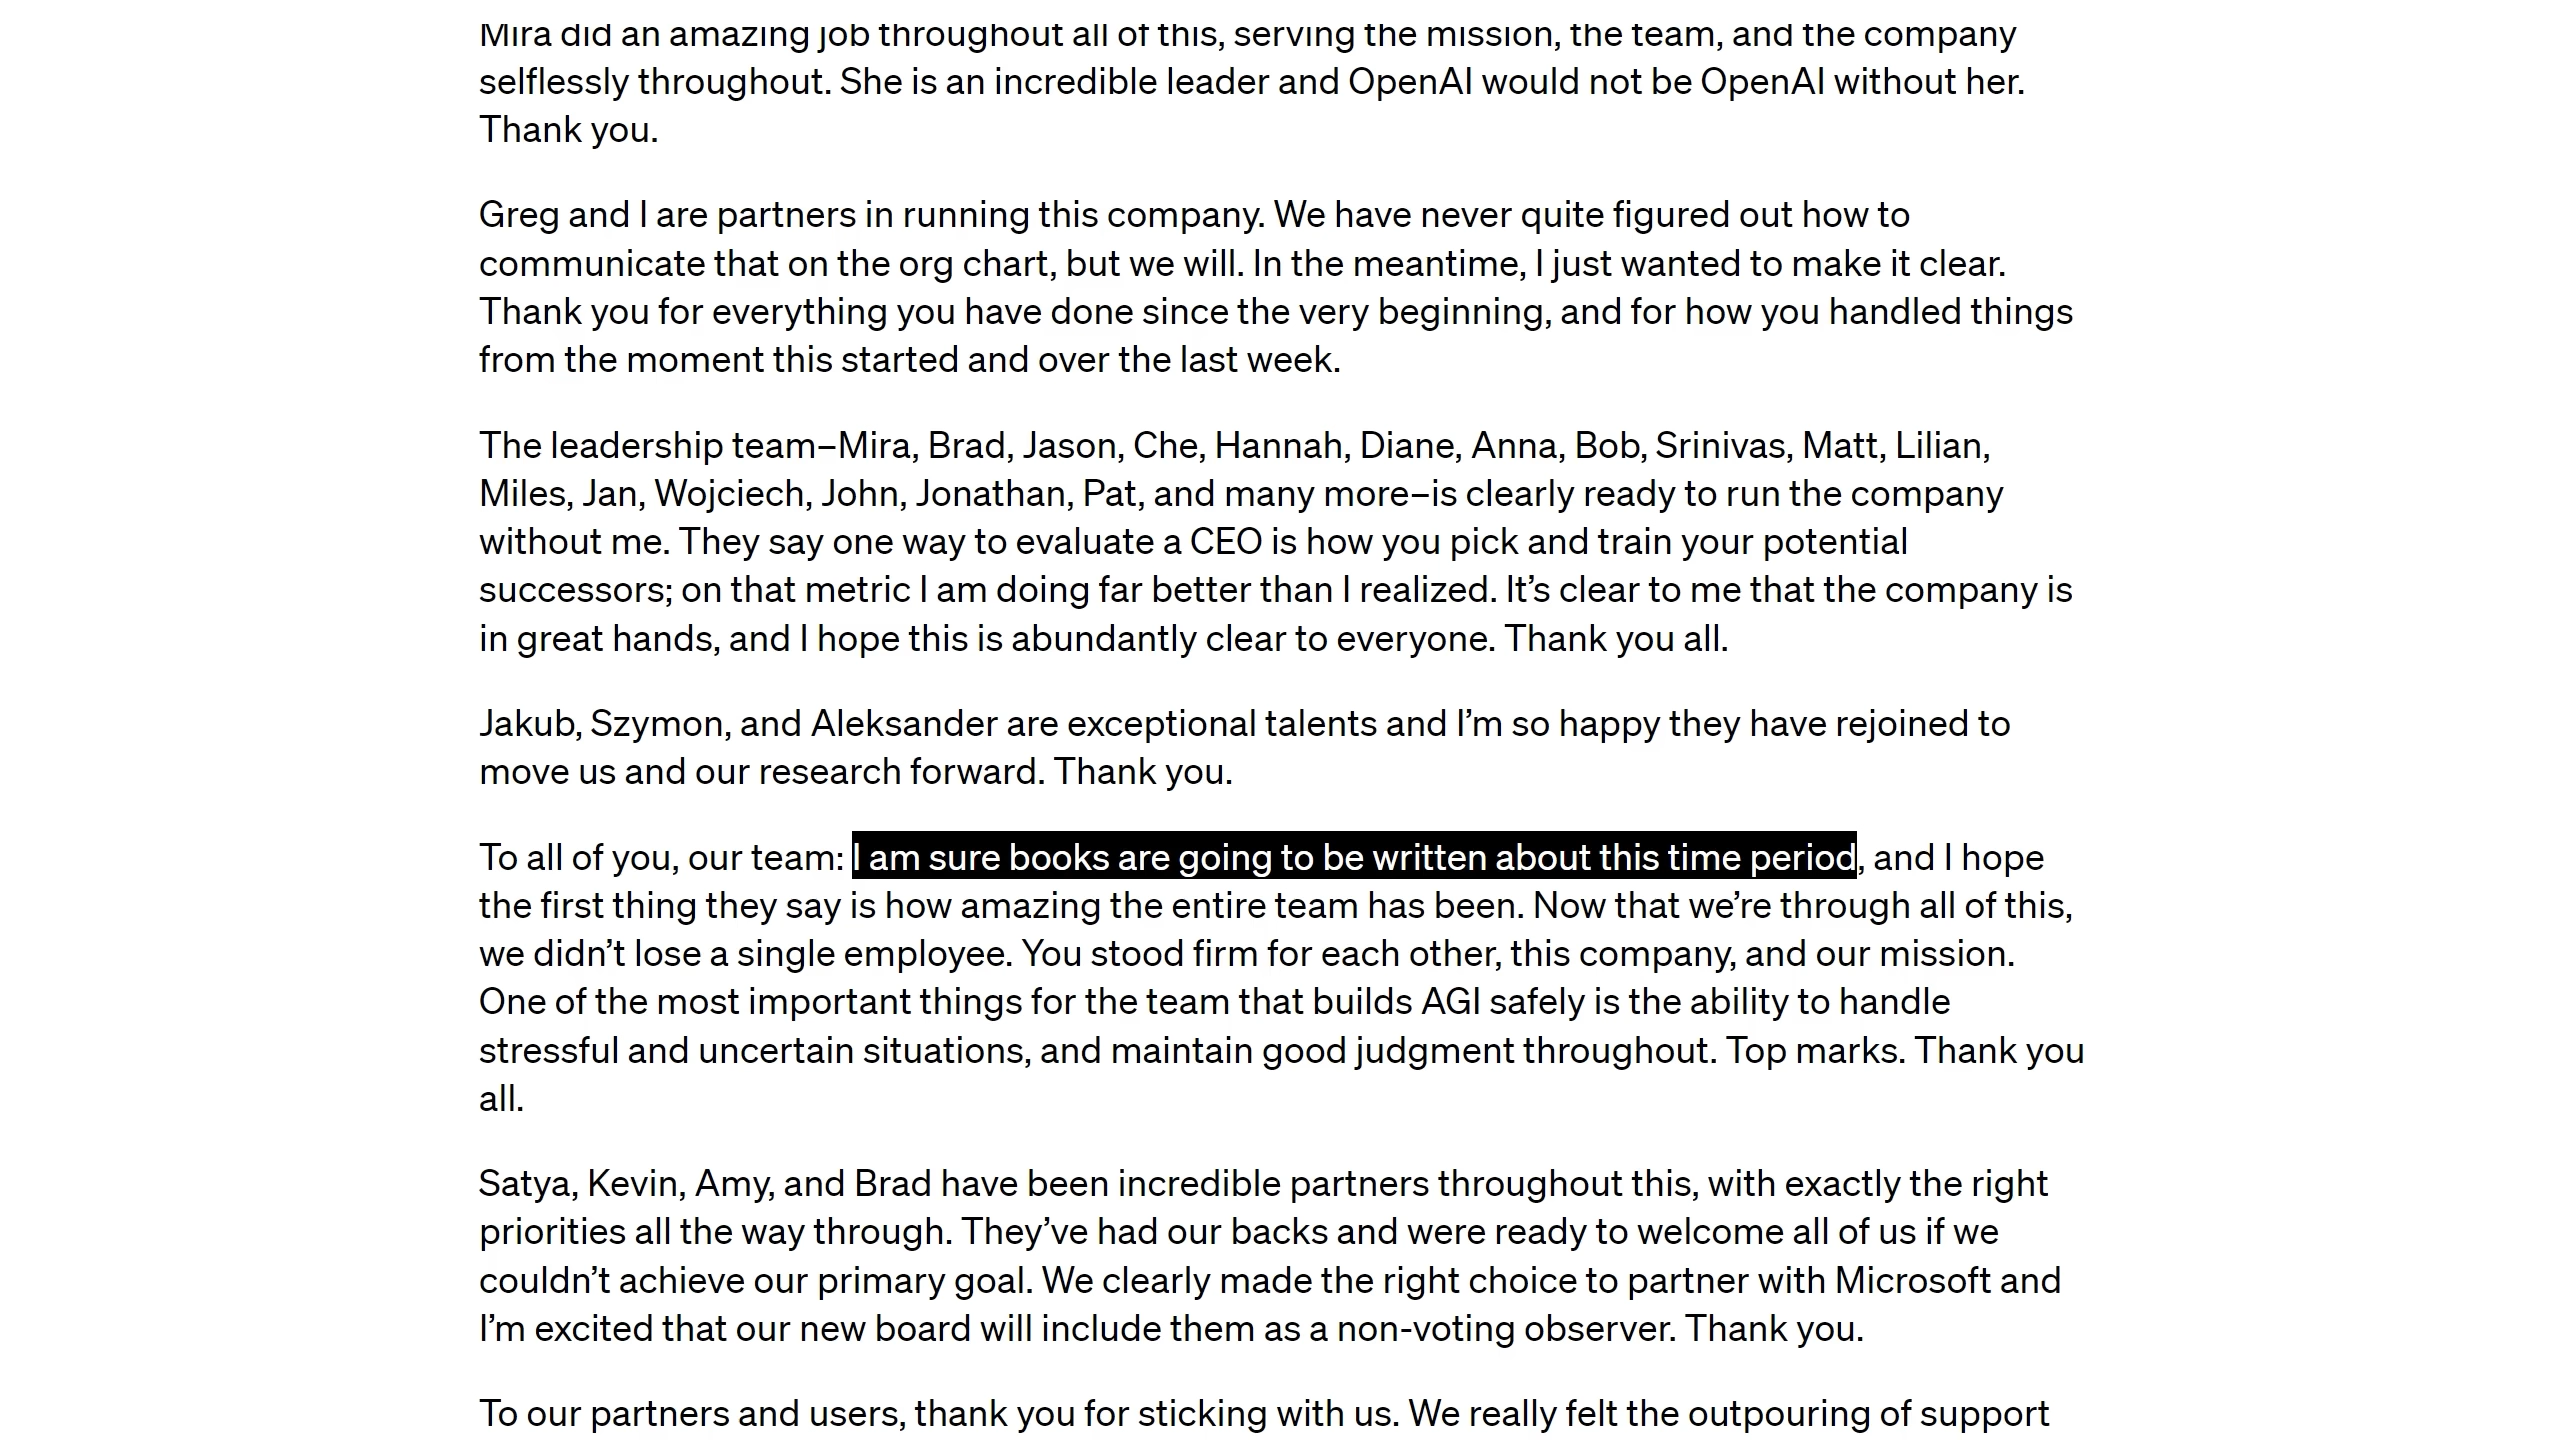 Mira did an amazing job throughout all of this, serving the mission, the team, and the company
selflessly throughout. She is an incredible leader and OpenAI would not be OpenAI without her.
Thank you.
Greg and I are partners in running this company. We have never quite figured out how to
communicate that on the org chart, but we will. In the meantime, I just wanted to make it clear.
Thank you for everything you have done since the very beginning, and for how you handled things
from the moment this started and over the last week.
The leadership team–Mira, Brad, Jason, Che, Hannah, Diane, Anna, Bob, Srinivas, Matt, Lilian,
Miles, Jan, Wojciech, John, Jonathan, Pat, and many more–is clearly ready to run the company
without me. They say one way to evaluate a CEO is how you pick and train your potential
successors; on that metric I am doing far better than I realized. It’s clear to me that the company is
in great hands, and I hope this is abundantly clear to everyone. Thank you all.
Jakub, Szymon, and Aleksander are exceptional talents and I’m so happy they have rejoined to
move us and our research forward. Thank you.
To all of you, our team: I am sure books are going to be written about this time period, and I hope
the first thing they say is how amazing the entire team has been. Now that we’re through all of this,
we didn’t lose a single employee. You stood firm for each other, this company, and our mission.
One of the most important things for the team that builds AGI safely is the ability to handle
stressful and uncertain situations, and maintain good judgment throughout. Top marks. Thank you
all.
Satya, Kevin, Amy, and Brad have been incredible partners throughout this, with exactly the right
priorities all the way through. They’ve had our backs and were ready to welcome all of us if we
couldn’t achieve our primary goal. We clearly made the right choice to partner with Microsoft and
I’m excited that our new board will include them as a non-voting observer. Thank you.
To our partners and users, thank you for sticking with us. We really felt the outpouring of support